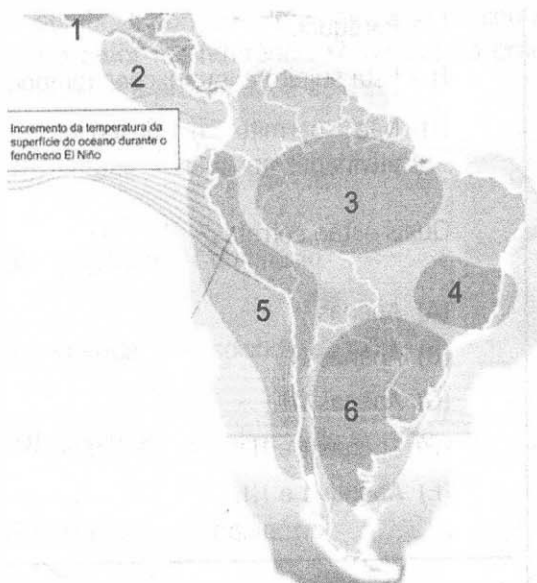 1
2
Incremento da temperatura da
superfície do oceano durante o
fenômeno El Niño
3
4
5
6